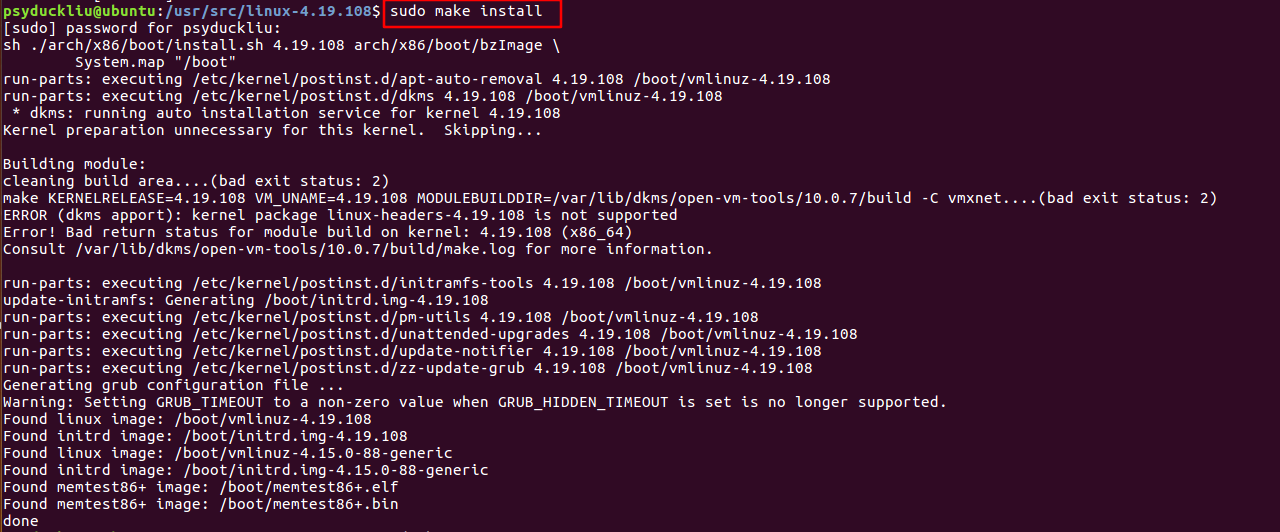 psyduckliu@ubuntu:/usr/src/linux-4.19.108$ sudo make install
[sudo] password for psyduckliu:
sh ./arch/x86/boot/install.sh 4.19.108 arch/x86/boot/bzImage \
        System.map "/boot"
run-parts: executing /etc/kernel/postinst.d/apt-auto-removal 4.19.108 /boot/vmlinuz-4.19.108
run-parts: executing /etc/kernel/postinst.d/dkms 4.19.108 /boot/vmlinuz-4.19.108
 * dkms: running auto installation service for kernel 4.19.108
Kernel preparation unnecessary for this kernel.  Skipping...

Building module:
cleaning build area....(bad exit status: 2)
make KERNELRELEASE=4.19.108 VM_UNAME=4.19.108 MODULEBUILDDIR=/var/lib/dkms/open-vm-tools/10.0.7/build -C vmxnet....(bad exit status: 2)
ERROR (dkms apport): kernel package linux-headers-4.19.108 is not supported
Error! Bad return status for module build on kernel: 4.19.108 (x86_64)
Consult /var/lib/dkms/open-vm-tools/10.0.7/build/make.log for more information.

run-parts: executing /etc/kernel/postinst.d/initramfs-tools 4.19.108 /boot/vmlinuz-4.19.108
update-initramfs: Generating /boot/initrd.img-4.19.108
run-parts: executing /etc/kernel/postinst.d/pm-utils 4.19.108 /boot/vmlinuz-4.19.108
run-parts: executing /etc/kernel/postinst.d/unattended-upgrades 4.19.108 /boot/vmlinuz-4.19.108
run-parts: executing /etc/kernel/postinst.d/update-notifier 4.19.108 /boot/vmlinuz-4.19.108
run-parts: executing /etc/kernel/postinst.d/zz-update-grub 4.19.108 /boot/vmlinuz-4.19.108
Generating grub configuration file ...
Warning: Setting GRUB_TIMEOUT to a non-zero value when GRUB_HIDDEN_TIMEOUT is set is no longer supported.
Found linux image: /boot/vmlinuz-4.19.108
Found initrd image: /boot/initrd.img-4.19.108
Found linux image: /boot/vmlinuz-4.15.0-88-generic
Found initrd image: /boot/initrd.img-4.15.0-88-generic
Found memtest86+ image: /boot/memtest86+.elf
Found memtest86+ image: /boot/memtest86+.bin
done